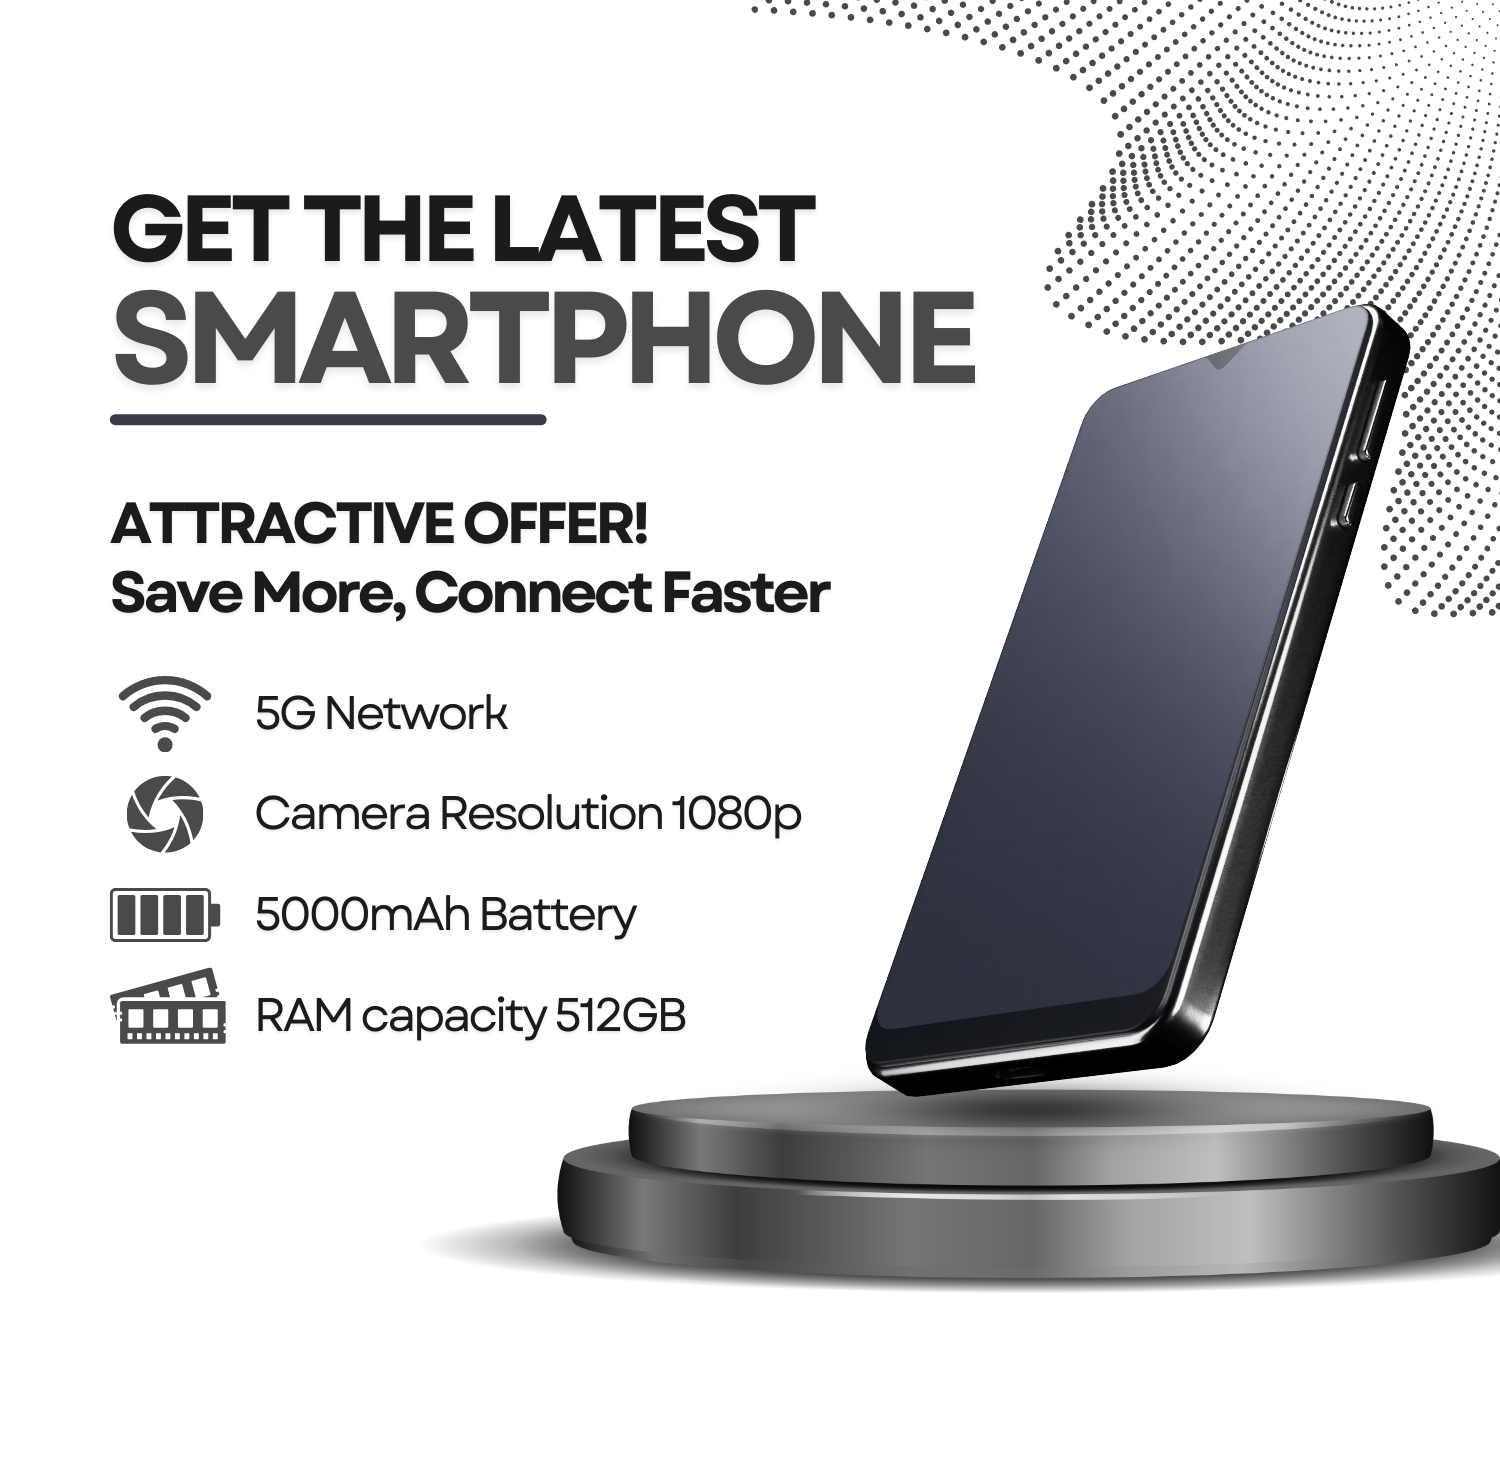 GET THE LATEST
SMARTPHONE
ATTRACTIVE OFFER!
Save More, Connect Faster
5G Network
Camera Resolution 1080p
5000mAh Battery
RAM capacity 512GB